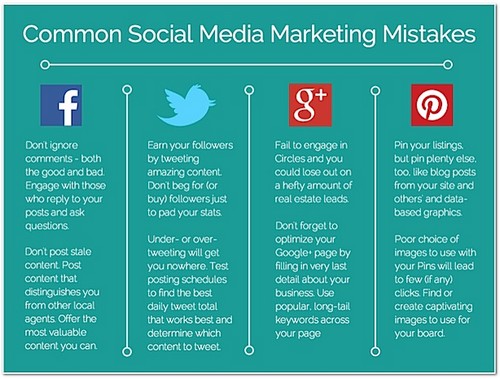 Common Social Media Marketing Mistakes
f
g+
Don't ignore
comments - both
the good and bad.
Engage with those
who reply to your
posts and ask
questions.
Don't post stale
content. Post
content that
distinguishes you
from other local
agents. Offer the
most valuable
content you can.
Earn your followers
by tweeting
amazing content.
Don't beg for (or
buy) followers just
to pad your stats.
Under- or over-
tweeting will get
you nowhere. Test
posting schedules
to find the best
daily tweet total
that works best and
determine which
content to tweet.
Fail to engage in
Circles and you
could lose out on
a hefty amount of
real estate leads.
Don't forget to
optimize your
Google+ page by
filling in very last
detail about your
business. Use
popular, long-tail
keywords across
your page
Pin your listings,
but pin plenty else,
too, like blog posts
from your site and
others' and data-
based graphics.
Poor choice of
images to use with
your Pins will lead
to few (if any)
clicks. Find or
create captivating
images to use for
your board.